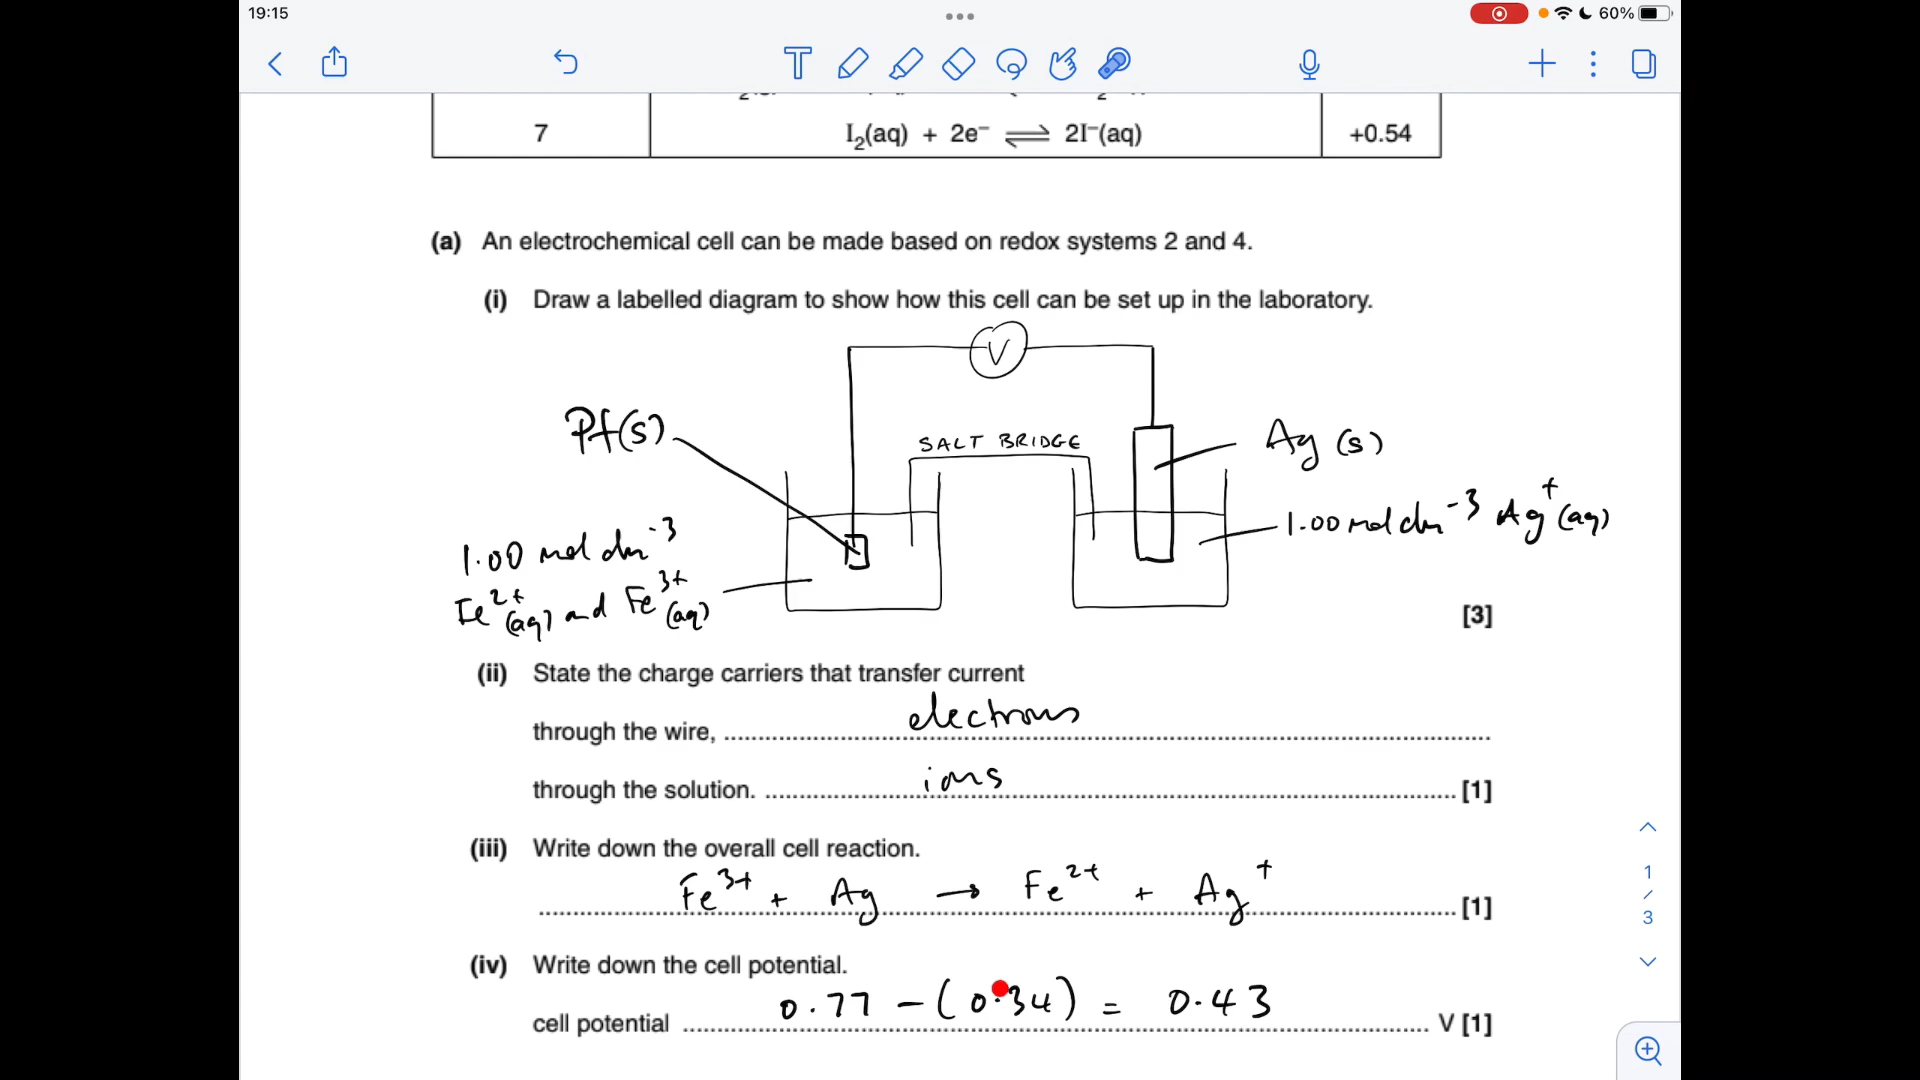 19:15
60%
T
7 I₂(aq) + 2e⁻ ⇌ 2I⁻(aq) +0.54
(a) An electrochemical cell can be made based on redox systems 2 and 4.
(i) Draw a labelled diagram to show how this cell can be set up in the laboratory.
V
Pt(s)
SALT BRIDGE
Ag (s)
1.00 mol dm⁻³ Ag⁺(aq)
1.00 mol dm⁻³
Fe²⁺(aq) and Fe³⁺(aq)
[3]
(ii) State the charge carriers that transfer current
through the wire, electrons
through the solution. ions [1]
(iii) Write down the overall cell reaction.
Fe³⁺ + Ag → Fe²⁺ + Ag⁺ [1]
(iv) Write down the cell potential.
cell potential 0.77 – (0.34) = 0.43 V [1]
1
/
3